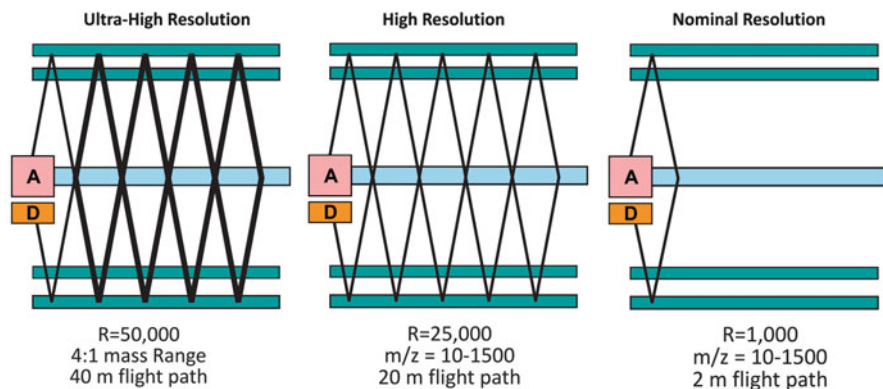 Ultra-High Resolution
High Resolution
Nominal Resolution
A
D
A
D
A
D
R=50,000
4:1 mass Range
40 m flight path
R=25,000
m/z = 10-1500
20 m flight path
R=1,000
m/z = 10-1500
2 m flight path